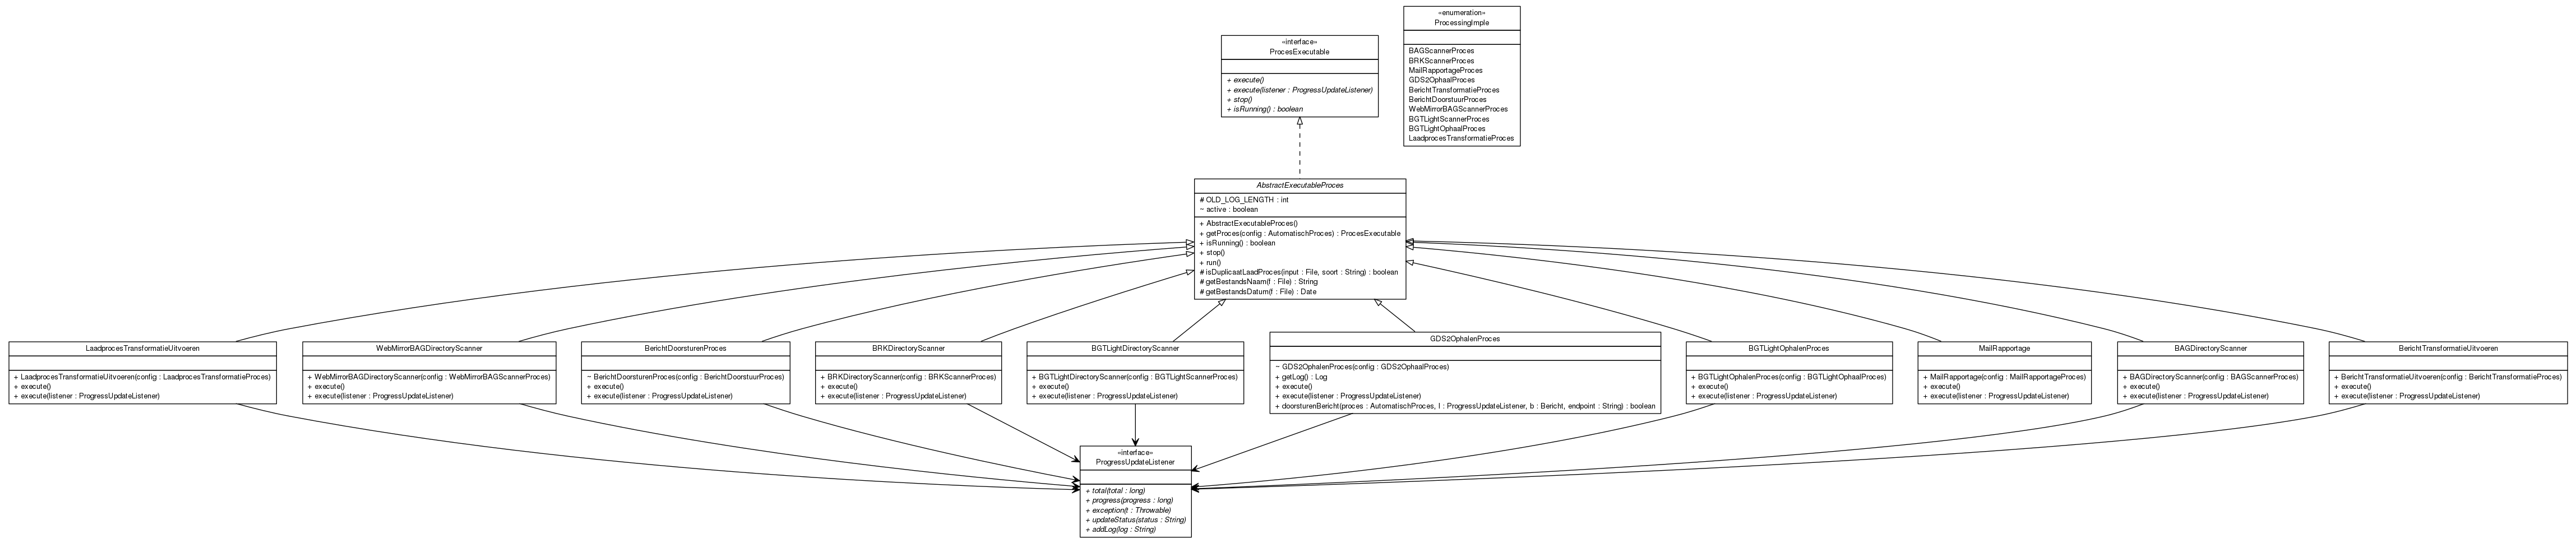 «enumeration»
ProcessingImple
BAGScannerProces
BRKScannerProces
MailRapportageProces
GDS2OphaalProces
BerichtTransformatieProces
BerichtDoorstuurProces
WebMirrorBAGScannerProces
BGTLightScannerProces
BGTLightOphaalProces
LaadprocesTransformatieProces
«interface»
ProcesExecutable
+ execute()
+ execute(listener : ProgressUpdateListener)
+ stop()
+ isRunning() : boolean
AbstractExecutableProces
# OLD_LOG_LENGTH : int
~ active : boolean
+ AbstractExecutableProces()
+ getProces(config : AutomatischProces) : ProcesExecutable
+ isRunning() : boolean
+ stop()
+ run()
# isDuplicaatLaadProces(input : File, soort : String) : boolean
# getBestandsNaam(f : File) : String
# getBestandsDatum(f : File) : Date
LaadprocesTransformatieUitvoeren
+ LaadprocesTransformatieUitvoeren(config : LaadprocesTransformatieProces)
+ execute()
+ execute(listener : ProgressUpdateListener)
WebMirrorBAGDirectoryScanner
+ WebMirrorBAGDirectoryScanner(config : WebMirrorBAGScannerProces)
+ execute()
+ execute(listener : ProgressUpdateListener)
BerichtDoorsturenProces
~ BerichtDoorsturenProces(config : BerichtDoorstuurProces)
+ execute()
+ execute(listener : ProgressUpdateListener)
BRKDirectoryScanner
+ BRKDirectoryScanner(config : BRKScannerProces)
+ execute()
+ execute(listener : ProgressUpdateListener)
BGTLightDirectoryScanner
+ BGTLightDirectoryScanner(config : BGTLightScannerProces)
+ execute()
+ execute(listener : ProgressUpdateListener)
GDS2OphalenProces
~ GDS2OphalenProces(config : GDS2OphaalProces)
+ getLog() : Log
+ execute()
+ execute(listener : ProgressUpdateListener)
+ doorsturenBericht(proces : AutomatischProces, l : ProgressUpdateListener, b : Bericht, endpoint : String) : boolean
BGTLightOphalenProces
+ BGTLightOphalenProces(config : BGTLightOphaalProces)
+ execute()
+ execute(listener : ProgressUpdateListener)
MailRapportage
+ MailRapportage(config : MailRapportageProces)
+ execute()
+ execute(listener : ProgressUpdateListener)
BAGDirectoryScanner
+ BAGDirectoryScanner(config : BAGScannerProces)
+ execute()
+ execute(listener : ProgressUpdateListener)
BerichtTransformatieUitvoeren
+ BerichtTransformatieUitvoeren(config : BerichtTransformatieProces)
+ execute()
+ execute(listener : ProgressUpdateListener)
«interface»
ProgressUpdateListener
+ total(total : long)
+ progress(progress : long)
+ exception(t : Throwable)
+ updateStatus(status : String)
+ addLog(log : String)